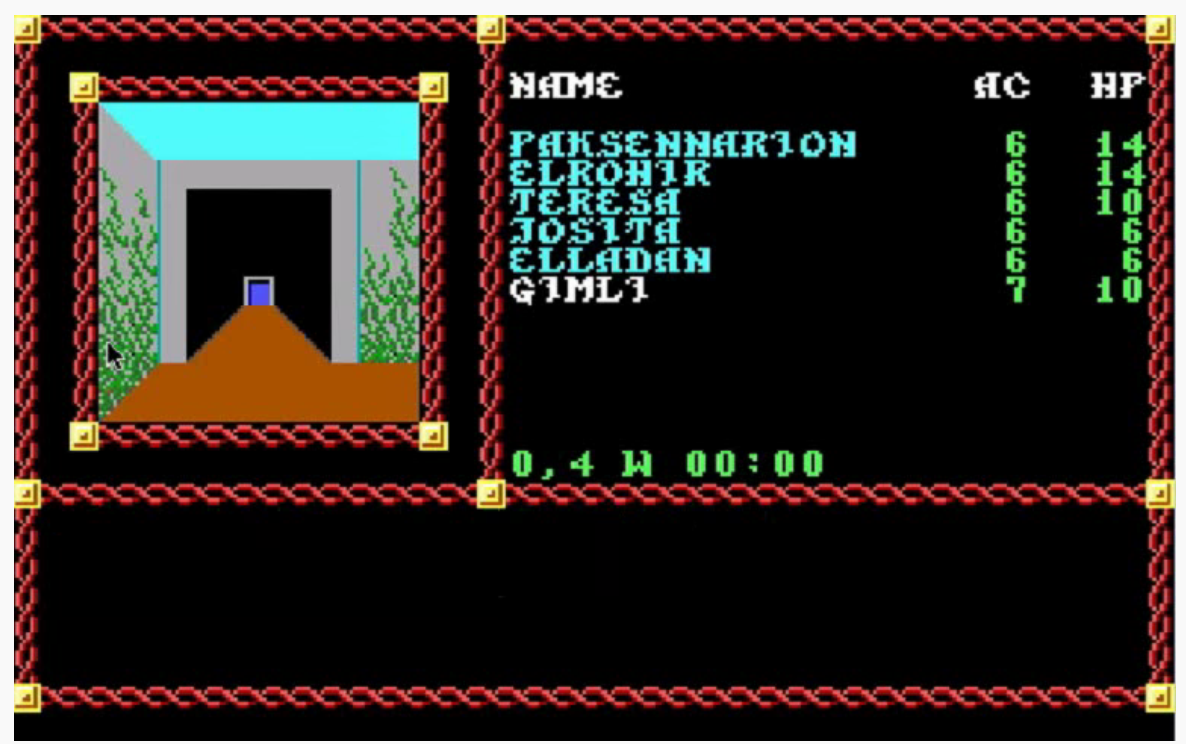 NAME AC HP
PAKSENNARION 6 14
ELROHIR 6 14
TERESA 6 10
JOSITA 6 6
ELLADAN 6 6
GIMLI 7 10
0,4 W 00:00